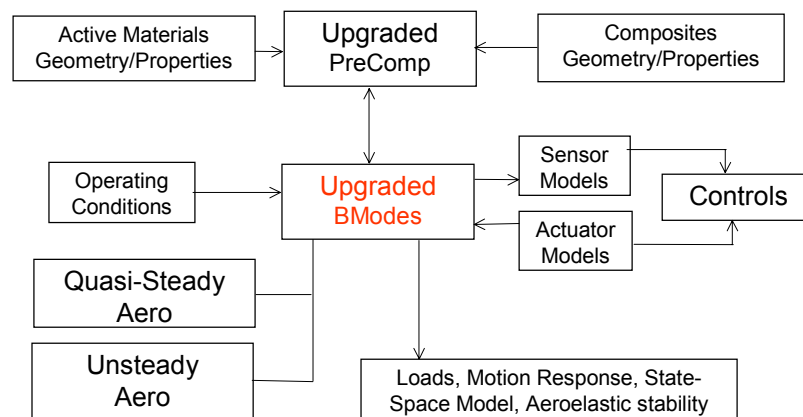 Active Materials
Geometry/Properties
Upgraded
PreComp
Composites
Geometry/Properties
Operating
Conditions
Upgraded
BModes
Sensor
Models
Actuator
Models
Controls
Quasi-Steady
Aero
Unsteady
Aero
Loads, Motion Response, State-
Space Model, Aeroelastic stability